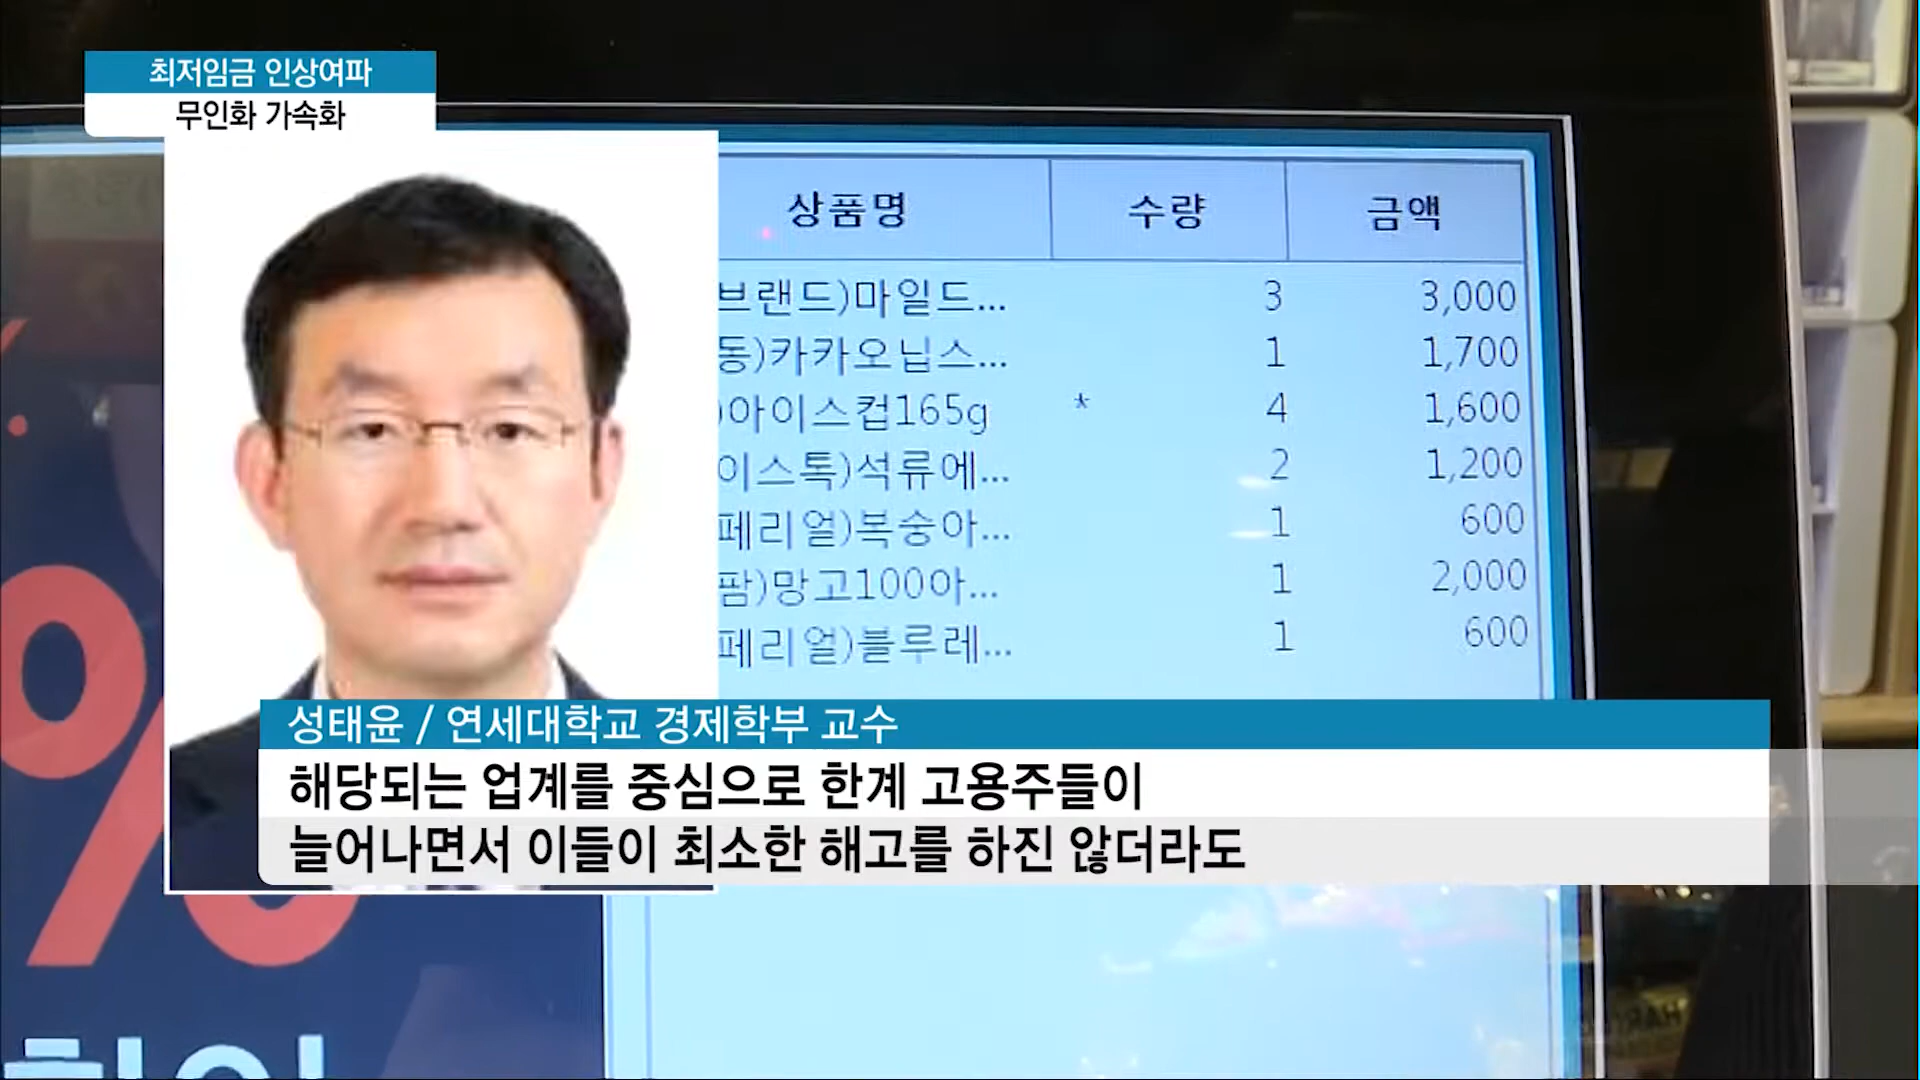 최저임금 인상여파
무인화 가속화
상품명 수량 금액
브랜드)마일드... 3 3,000
동)카카오닙스... 1 1,700
)아이스컵165g * 4 1,600
이스톡)석류에... 2 1,200
페리얼)복숭아... 1 600
팜)망고100아... 1 2,000
페리얼)블루레... 1 600
%
성태윤 / 연세대학교 경제학부 교수
해당되는 업계를 중심으로 한계 고용주들이
늘어나면서 이들이 최소한 해고를 하진 않더라도